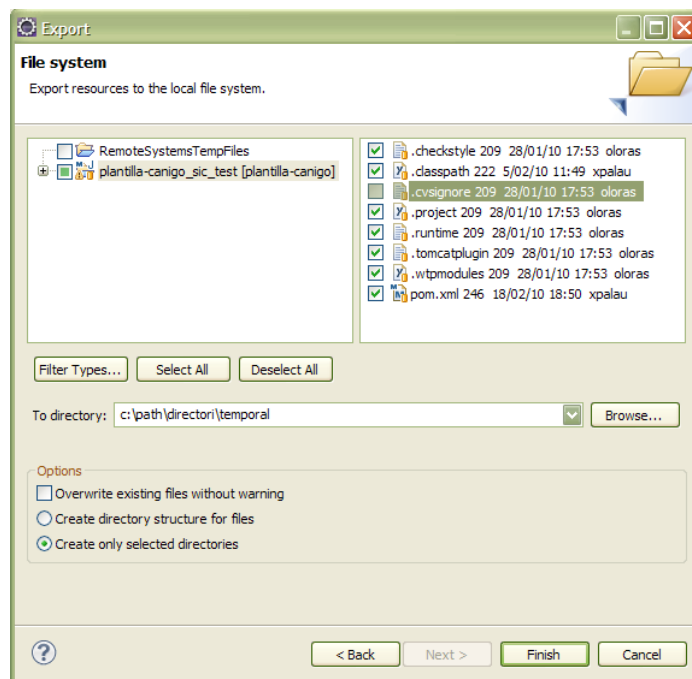 Export
File system
Export resources to the local file system.
RemoteSystemsTempFiles
plantilla-canigo_sic_test [plantilla-canigo]
.checkstyle 209 28/01/10 17:53 oloras
.classpath 222 5/02/10 11:49 xpalau
.cvsignore 209 28/01/10 17:53 oloras
.project 209 28/01/10 17:53 oloras
.runtime 209 28/01/10 17:53 oloras
.tomcatplugin 209 28/01/10 17:53 oloras
.wtpmodules 209 28/01/10 17:53 oloras
pom.xml 246 18/02/10 18:50 xpalau
Filter Types... Select All Deselect All
To directory: c:\path\directori\temporal Browse...
Options
Overwrite existing files without warning
Create directory structure for files
Create only selected directories
? < Back Next > Finish Cancel